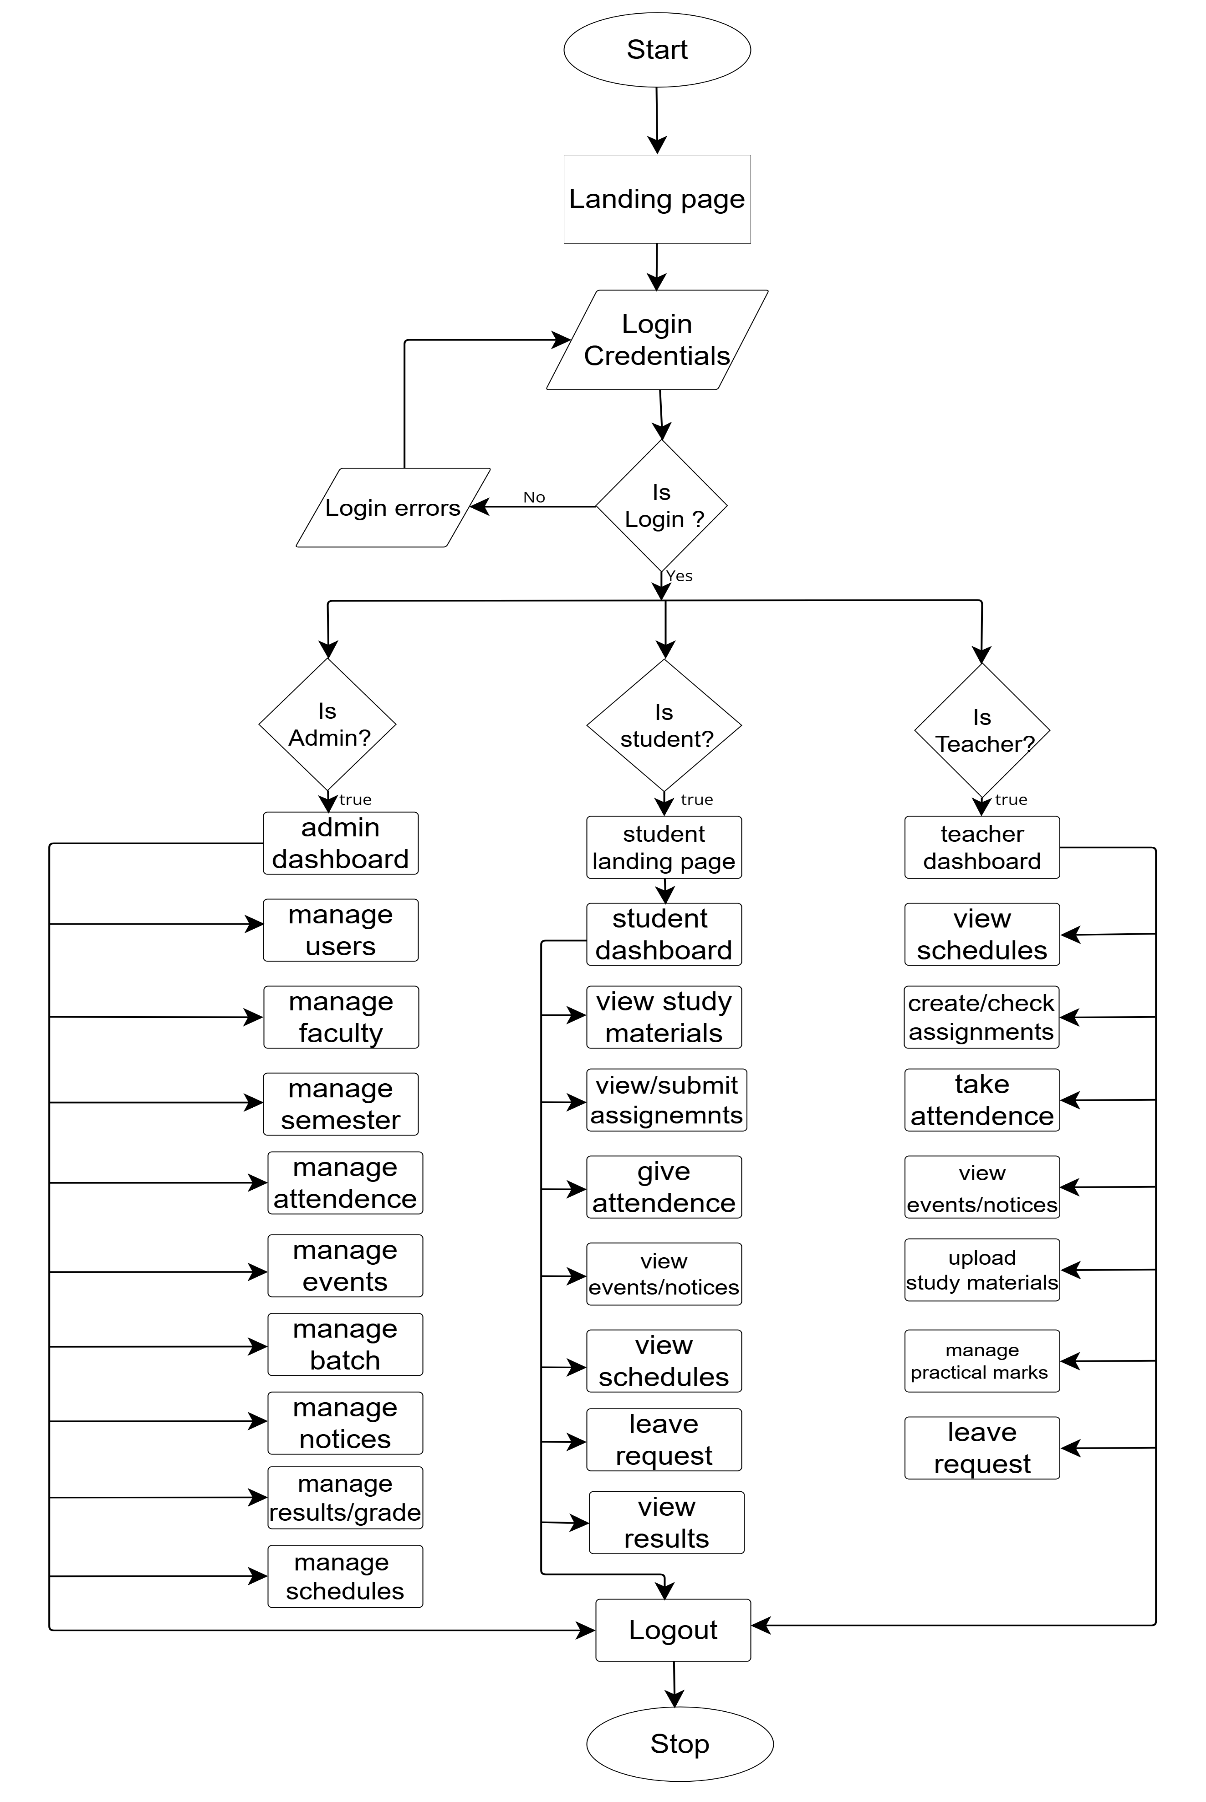 Start
Landing page
Login
Credentials
Is
Login ?
No
Login errors
Yes
Is
Admin?
true
admin
dashboard
manage
users
manage
faculty
manage
semester
manage
attendence
manage
events
manage
batch
manage
notices
manage
results/grade
manage
schedules
Is
student?
true
student
landing page
student
dashboard
view study
materials
view/submit
assignemnts
give
attendence
view
events/notices
view
schedules
leave
request
view
results
Is
Teacher?
true
teacher
dashboard
view
schedules
create/check
assignments
take
attendence
view
events/notices
upload
study materials
manage
practical marks
leave
request
Logout
Stop